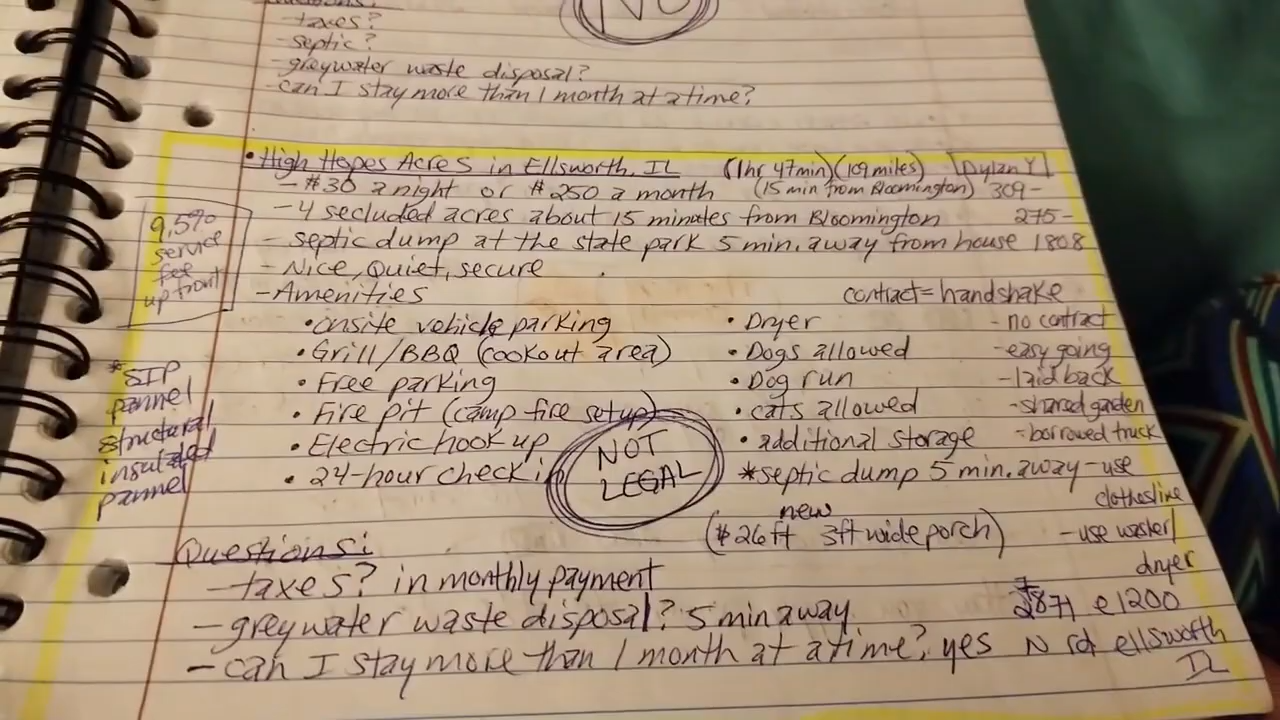 NO
-taxes?
-septic?
-greywater waste disposal?
-can I stay more than 1 month at a time?
•High Hopes Acres in Ellsworth, IL (1hr 47min) (109 miles) [Dylan Y]
-$30 a night or $250 a month (15 min from Bloomington) 309-
-4 secluded acres about 15 minutes from Bloomington 275-
-septic dump at the state park 5 min. away from house 1808
-Nice, Quiet, secure
-Amenities contract=handshake
•onsite vehicle parking •Dryer -no contract
•Grill/BBQ (cookout area) •Dogs allowed -easy going
•Free parking •Dog run -laid back
•Fire pit (camp fire setup) •cats allowed -shared garden
•Electric hook up •additional storage -borrowed truck
•24-hour check in *septic dump 5 min. away -use
clothesline
NOT
LEGAL
new
($26ft 3ft wide porch) -use washer/
dryer
9.5%
service
fee
up front
*SIP
pannel
structural
insulated
pannel
Questions:
-taxes? in monthly payment
-greywater waste disposal? 5 min away e1200
-can I stay more than 1 month at a time? yes N rd ellsworth
IL